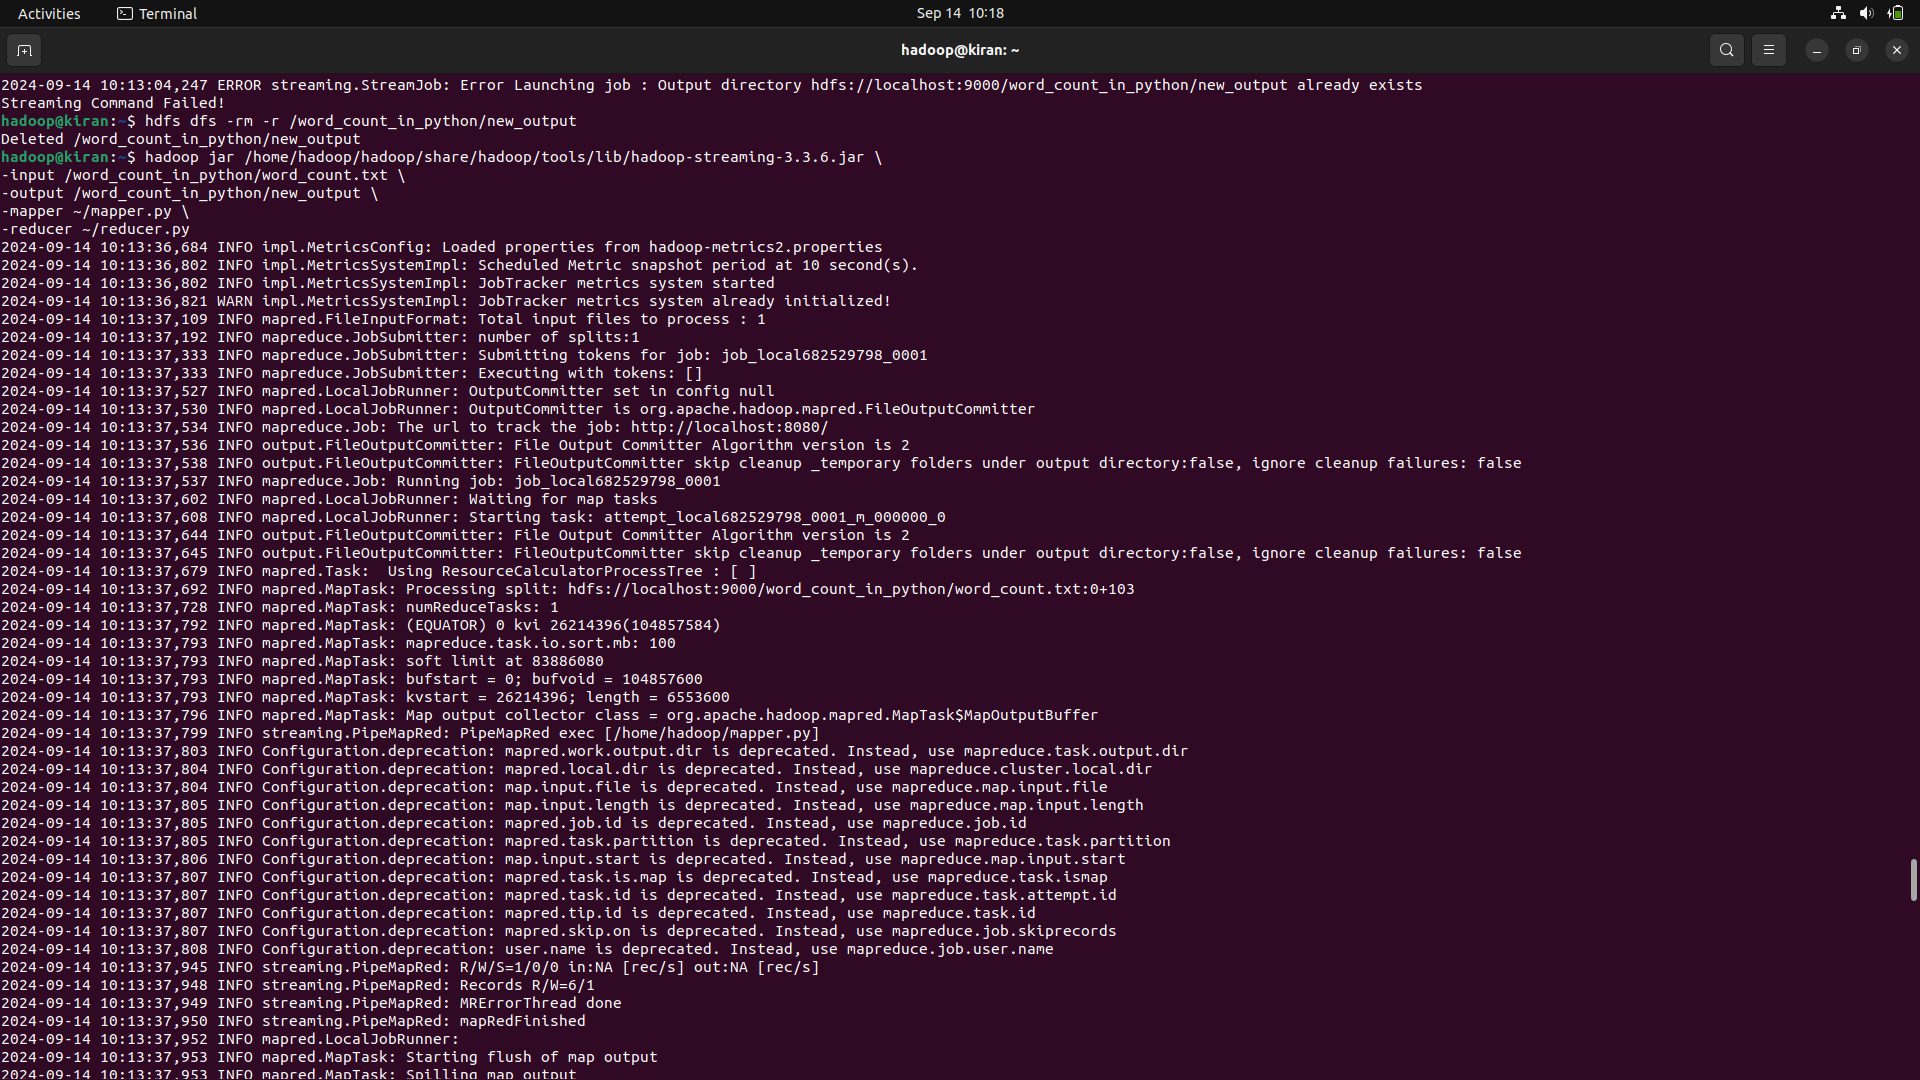 Activities
Terminal
Sep 14 10:18
hadoop@kiran: ~
2024-09-14 10:13:04,247 ERROR streaming.StreamJob: Error Launching job : Output directory hdfs://localhost:9000/word_count_in_python/new_output already exists
Streaming Command Failed!
hadoop@kiran:~$ hdfs dfs -rm -r /word_count_in_python/new_output
Deleted /word_count_in_python/new_output
hadoop@kiran:~$ hadoop jar /home/hadoop/hadoop/share/hadoop/tools/lib/hadoop-streaming-3.3.6.jar \
-input /word_count_in_python/word_count.txt \
-output /word_count_in_python/new_output \
-mapper ~/mapper.py \
-reducer ~/reducer.py
2024-09-14 10:13:36,684 INFO impl.MetricsConfig: Loaded properties from hadoop-metrics2.properties
2024-09-14 10:13:36,802 INFO impl.MetricsSystemImpl: Scheduled Metric snapshot period at 10 second(s).
2024-09-14 10:13:36,802 INFO impl.MetricsSystemImpl: JobTracker metrics system started
2024-09-14 10:13:36,821 WARN impl.MetricsSystemImpl: JobTracker metrics system already initialized!
2024-09-14 10:13:37,109 INFO mapred.FileInputFormat: Total input files to process : 1
2024-09-14 10:13:37,192 INFO mapreduce.JobSubmitter: number of splits:1
2024-09-14 10:13:37,333 INFO mapreduce.JobSubmitter: Submitting tokens for job: job_local682529798_0001
2024-09-14 10:13:37,333 INFO mapreduce.JobSubmitter: Executing with tokens: []
2024-09-14 10:13:37,527 INFO mapred.LocalJobRunner: OutputCommitter set in config null
2024-09-14 10:13:37,530 INFO mapred.LocalJobRunner: OutputCommitter is org.apache.hadoop.mapred.FileOutputCommitter
2024-09-14 10:13:37,534 INFO mapreduce.Job: The url to track the job: http://localhost:8080/
2024-09-14 10:13:37,536 INFO output.FileOutputCommitter: File Output Committer Algorithm version is 2
2024-09-14 10:13:37,538 INFO output.FileOutputCommitter: FileOutputCommitter skip cleanup _temporary folders under output directory:false, ignore cleanup failures: false
2024-09-14 10:13:37,537 INFO mapreduce.Job: Running job: job_local682529798_0001
2024-09-14 10:13:37,602 INFO mapred.LocalJobRunner: Waiting for map tasks
2024-09-14 10:13:37,608 INFO mapred.LocalJobRunner: Starting task: attempt_local682529798_0001_m_000000_0
2024-09-14 10:13:37,644 INFO output.FileOutputCommitter: File Output Committer Algorithm version is 2
2024-09-14 10:13:37,645 INFO output.FileOutputCommitter: FileOutputCommitter skip cleanup _temporary folders under output directory:false, ignore cleanup failures: false
2024-09-14 10:13:37,679 INFO mapred.Task:  Using ResourceCalculatorProcessTree : [ ]
2024-09-14 10:13:37,692 INFO mapred.MapTask: Processing split: hdfs://localhost:9000/word_count_in_python/word_count.txt:0+103
2024-09-14 10:13:37,728 INFO mapred.MapTask: numReduceTasks: 1
2024-09-14 10:13:37,792 INFO mapred.MapTask: (EQUATOR) 0 kvi 26214396(104857584)
2024-09-14 10:13:37,793 INFO mapred.MapTask: mapreduce.task.io.sort.mb: 100
2024-09-14 10:13:37,793 INFO mapred.MapTask: soft limit at 83886080
2024-09-14 10:13:37,793 INFO mapred.MapTask: bufstart = 0; bufvoid = 104857600
2024-09-14 10:13:37,793 INFO mapred.MapTask: kvstart = 26214396; length = 6553600
2024-09-14 10:13:37,796 INFO mapred.MapTask: Map output collector class = org.apache.hadoop.mapred.MapTask$MapOutputBuffer
2024-09-14 10:13:37,799 INFO streaming.PipeMapRed: PipeMapRed exec [/home/hadoop/mapper.py]
2024-09-14 10:13:37,803 INFO Configuration.deprecation: mapred.work.output.dir is deprecated. Instead, use mapreduce.task.output.dir
2024-09-14 10:13:37,804 INFO Configuration.deprecation: mapred.local.dir is deprecated. Instead, use mapreduce.cluster.local.dir
2024-09-14 10:13:37,804 INFO Configuration.deprecation: map.input.file is deprecated. Instead, use mapreduce.map.input.file
2024-09-14 10:13:37,805 INFO Configuration.deprecation: map.input.length is deprecated. Instead, use mapreduce.map.input.length
2024-09-14 10:13:37,805 INFO Configuration.deprecation: mapred.job.id is deprecated. Instead, use mapreduce.job.id
2024-09-14 10:13:37,805 INFO Configuration.deprecation: mapred.task.partition is deprecated. Instead, use mapreduce.task.partition
2024-09-14 10:13:37,806 INFO Configuration.deprecation: map.input.start is deprecated. Instead, use mapreduce.map.input.start
2024-09-14 10:13:37,807 INFO Configuration.deprecation: mapred.task.is.map is deprecated. Instead, use mapreduce.task.ismap
2024-09-14 10:13:37,807 INFO Configuration.deprecation: mapred.task.id is deprecated. Instead, use mapreduce.task.attempt.id
2024-09-14 10:13:37,807 INFO Configuration.deprecation: mapred.tip.id is deprecated. Instead, use mapreduce.task.id
2024-09-14 10:13:37,807 INFO Configuration.deprecation: mapred.skip.on is deprecated. Instead, use mapreduce.job.skiprecords
2024-09-14 10:13:37,808 INFO Configuration.deprecation: user.name is deprecated. Instead, use mapreduce.job.user.name
2024-09-14 10:13:37,945 INFO streaming.PipeMapRed: R/W/S=1/0/0 in:NA [rec/s] out:NA [rec/s]
2024-09-14 10:13:37,948 INFO streaming.PipeMapRed: Records R/W=6/1
2024-09-14 10:13:37,949 INFO streaming.PipeMapRed: MRErrorThread done
2024-09-14 10:13:37,950 INFO streaming.PipeMapRed: mapRedFinished
2024-09-14 10:13:37,952 INFO mapred.LocalJobRunner:
2024-09-14 10:13:37,953 INFO mapred.MapTask: Starting flush of map output
2024-09-14 10:13:37,953 INFO mapred.MapTask: Spilling map output